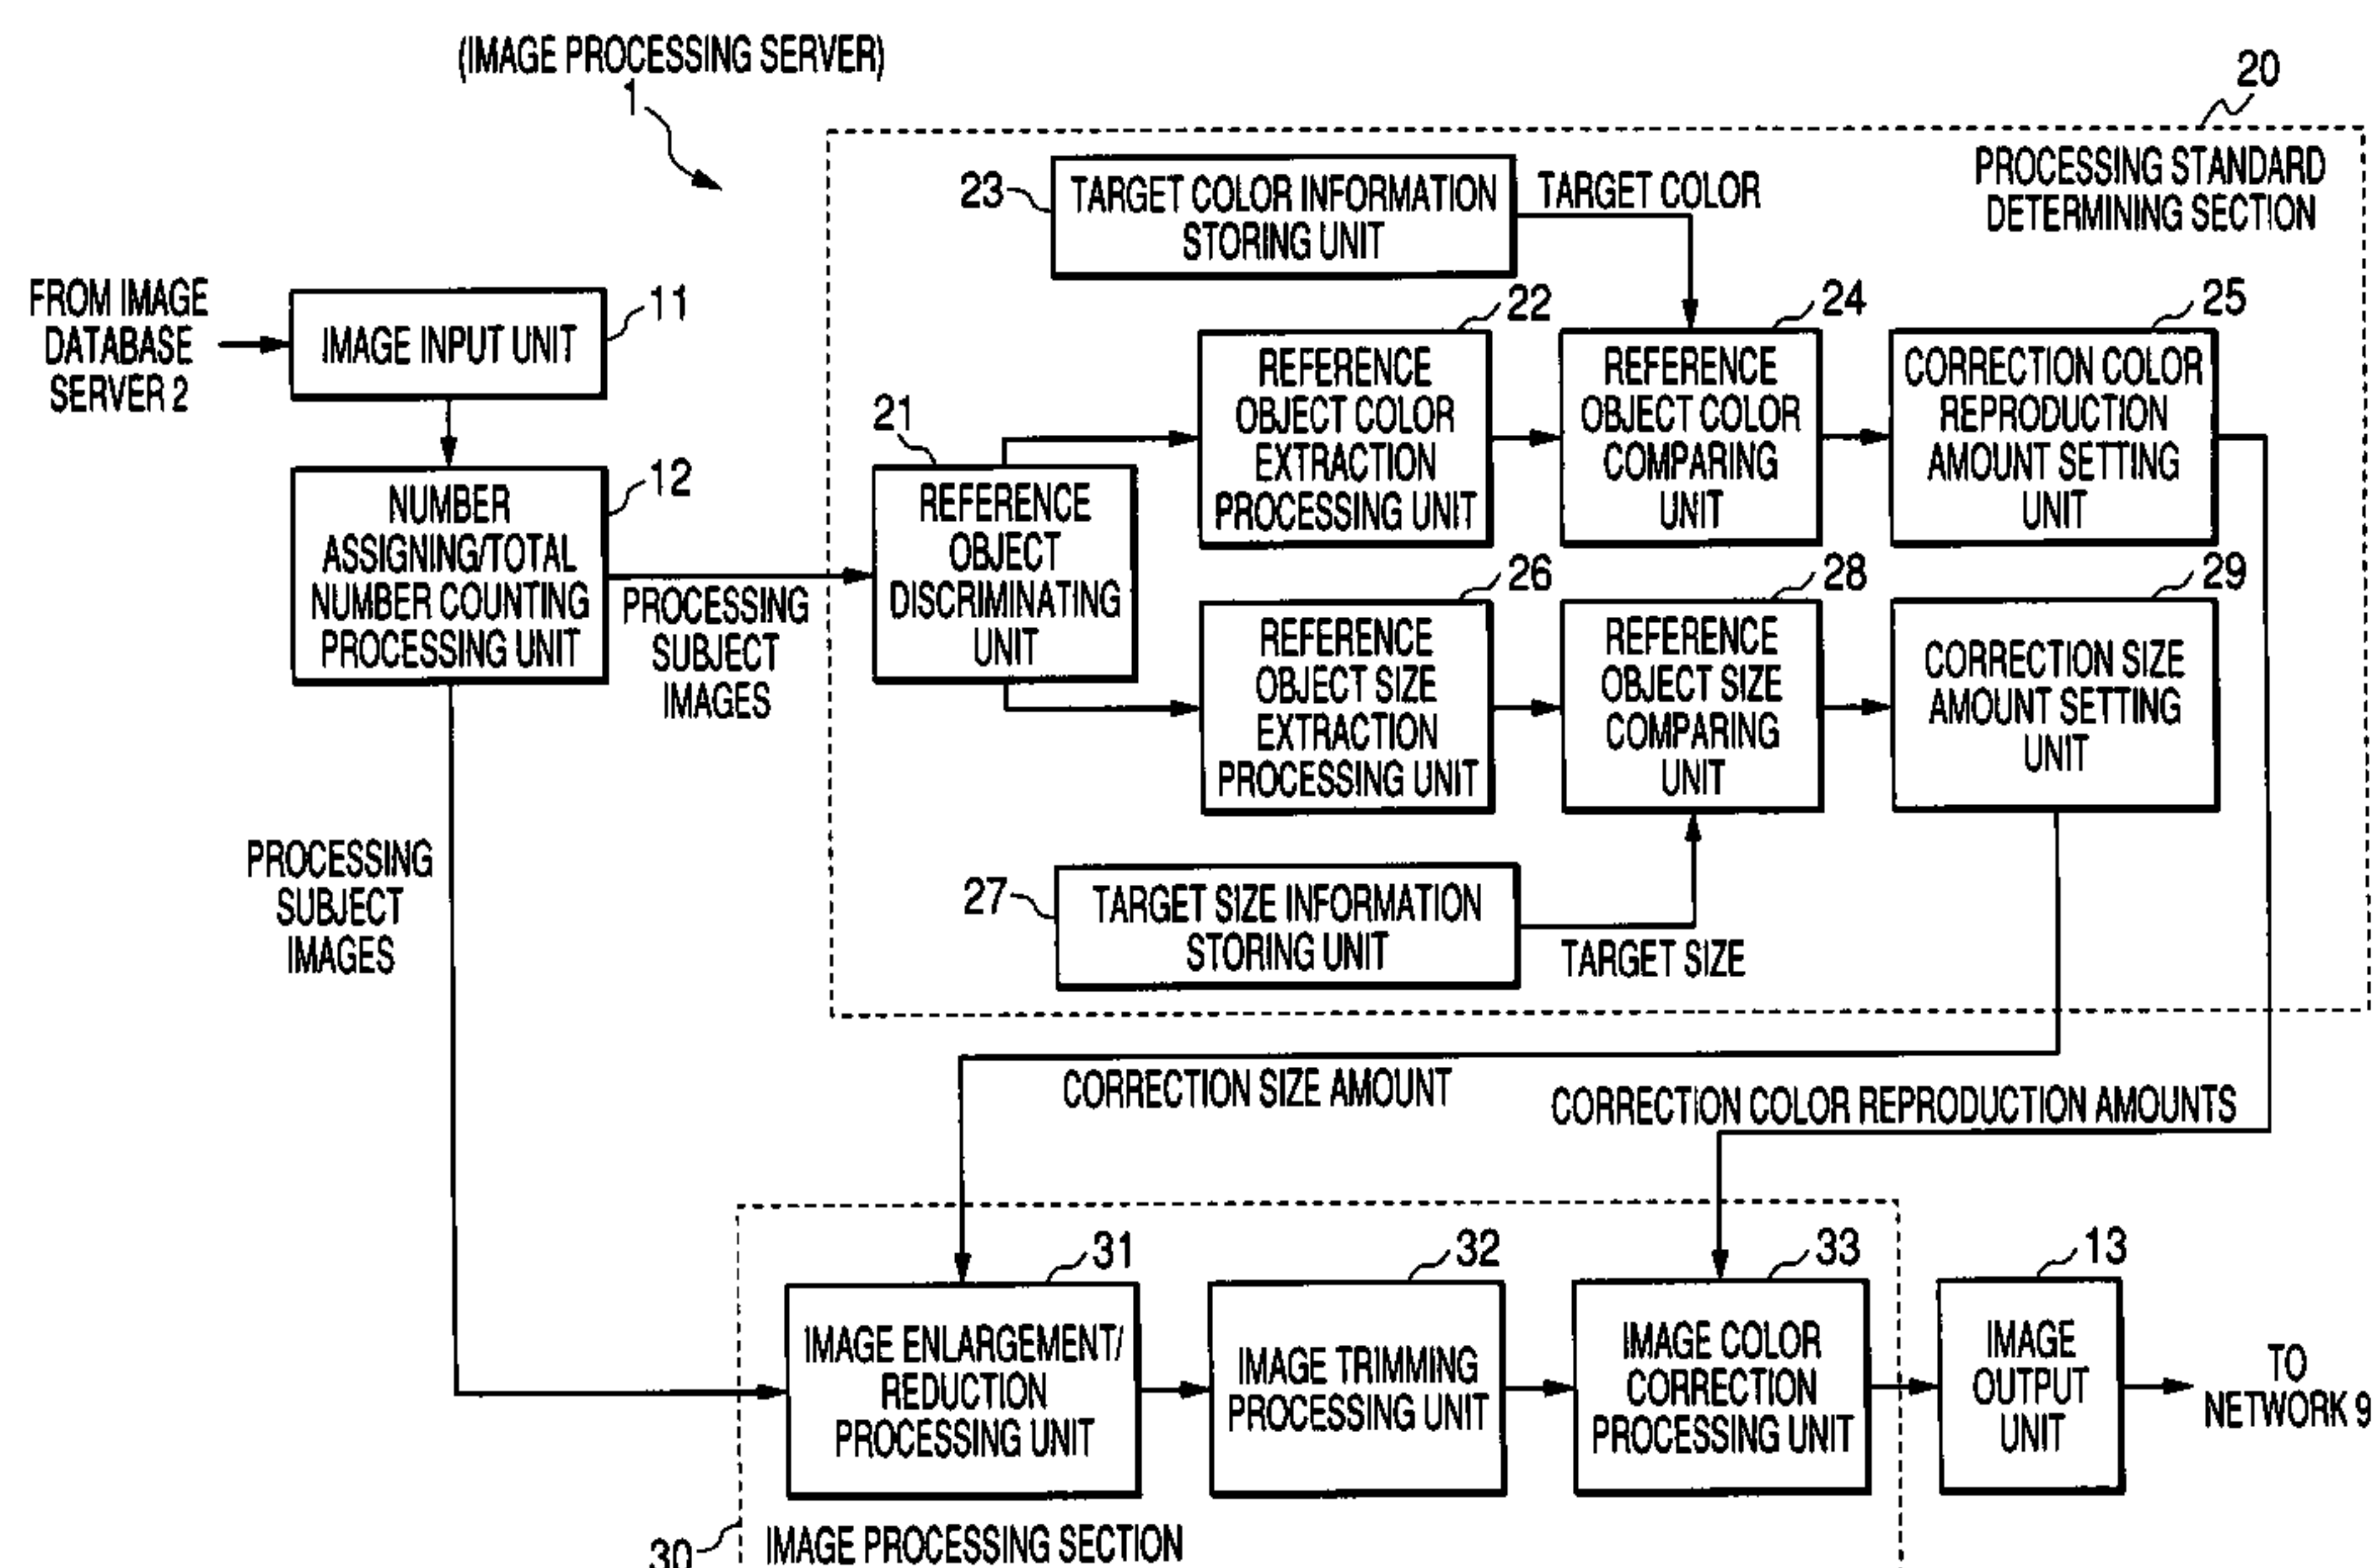 (IMAGE PROCESSING SERVER)
1
20
PROCESSING STANDARD
DETERMINING SECTION
23
TARGET COLOR INFORMATION
STORING UNIT
TARGET COLOR
FROM IMAGE
DATABASE
SERVER 2
IMAGE INPUT UNIT
11
NUMBER
ASSIGNING/TOTAL
NUMBER COUNTING
PROCESSING UNIT
12
PROCESSING
SUBJECT
IMAGES
21
REFERENCE
OBJECT
DISCRIMINATING
UNIT
22
REFERENCE
OBJECT COLOR
EXTRACTION
PROCESSING UNIT
24
REFERENCE
OBJECT COLOR
COMPARING
UNIT
25
CORRECTION COLOR
REPRODUCTION
AMOUNT SETTING
UNIT
26
REFERENCE
OBJECT SIZE
EXTRACTION
PROCESSING UNIT
28
REFERENCE
OBJECT SIZE
COMPARING
UNIT
29
CORRECTION SIZE
AMOUNT SETTING
UNIT
27
TARGET SIZE INFORMATION
STORING UNIT
TARGET SIZE
PROCESSING
SUBJECT
IMAGES
CORRECTION SIZE AMOUNT
CORRECTION COLOR REPRODUCTION AMOUNTS
31
IMAGE ENLARGEMENT/
REDUCTION
PROCESSING UNIT
32
IMAGE TRIMMING
PROCESSING UNIT
33
IMAGE COLOR
CORRECTION
PROCESSING UNIT
13
IMAGE
OUTPUT
UNIT
TO
NETWORK 9
30
IMAGE PROCESSING SECTION